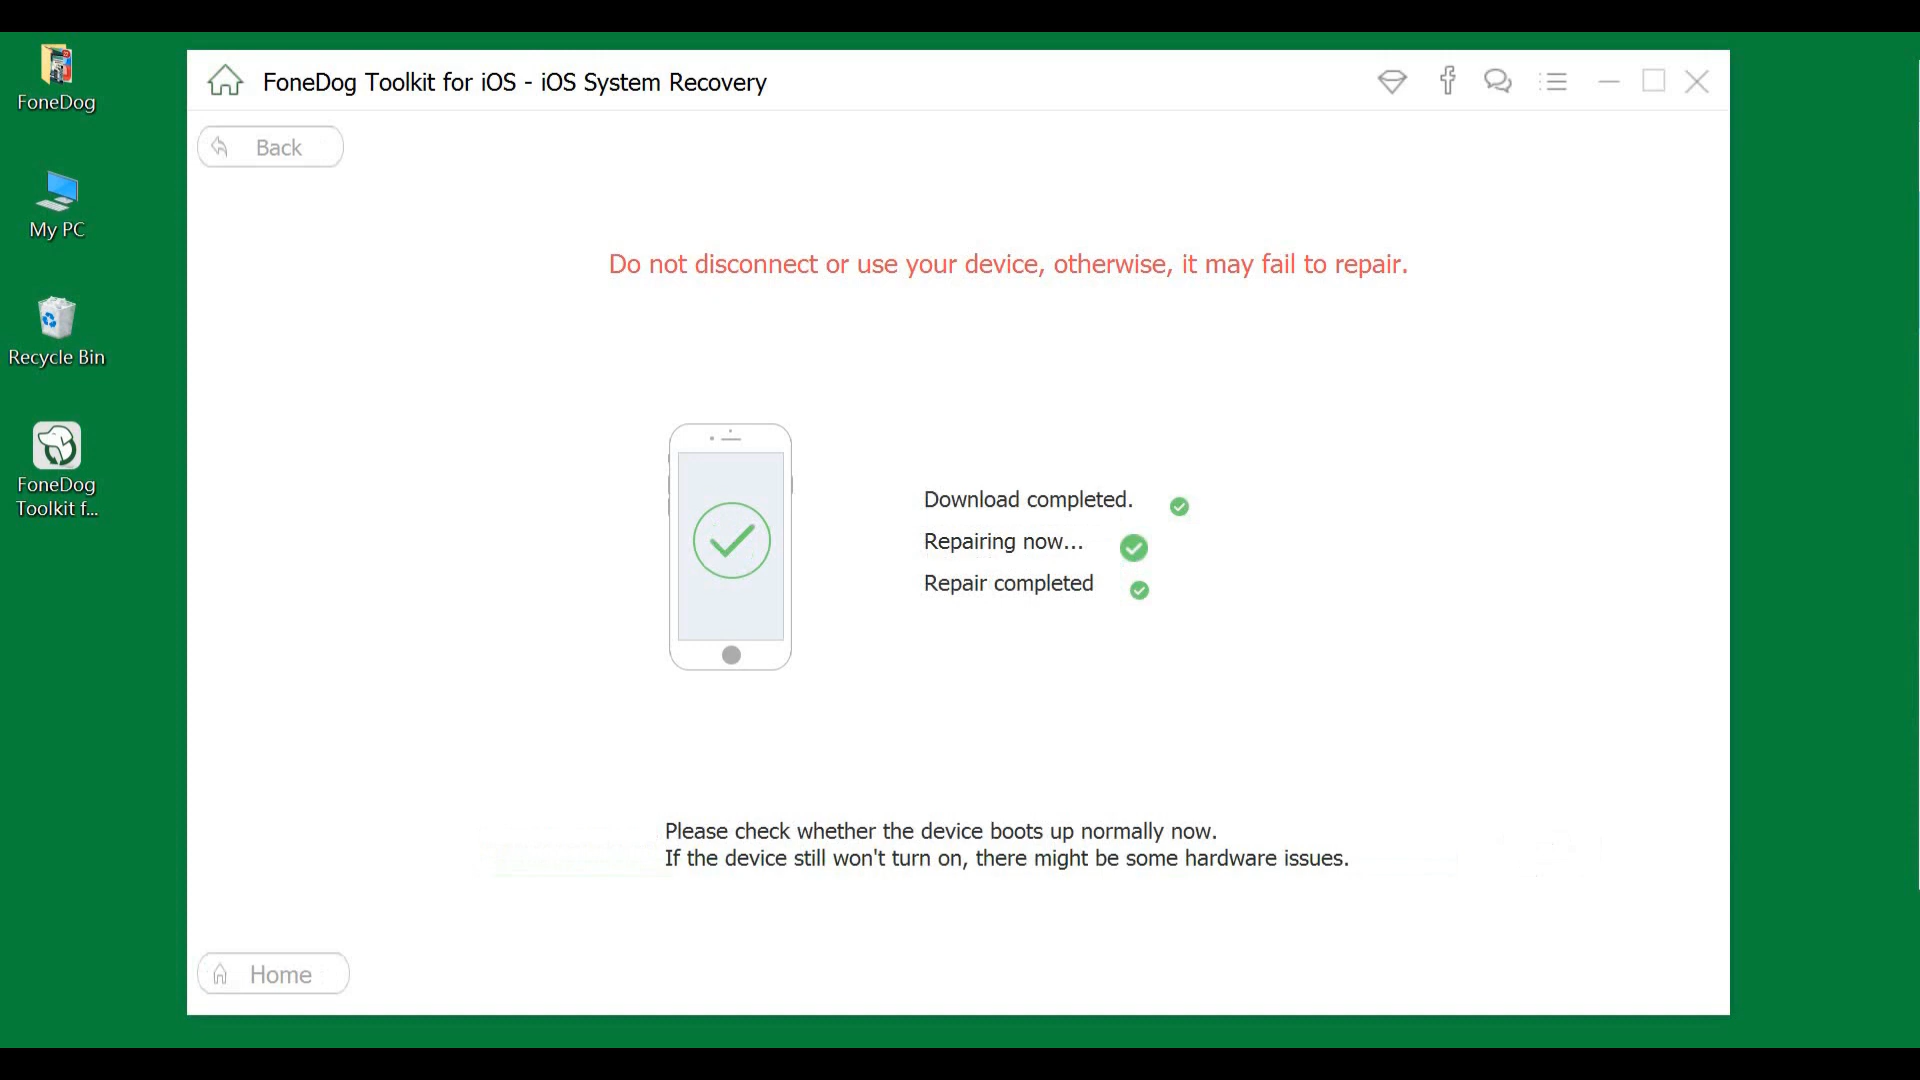 FoneDog
My PC
Recycle Bin
FoneDog
Toolkit f...
FoneDog Toolkit for iOS - iOS System Recovery
Back
Do not disconnect or use your device, otherwise, it may fail to repair.
Download completed.
Repairing now...
Repair completed
Please check whether the device boots up normally now.
If the device still won't turn on, there might be some hardware issues.
Home